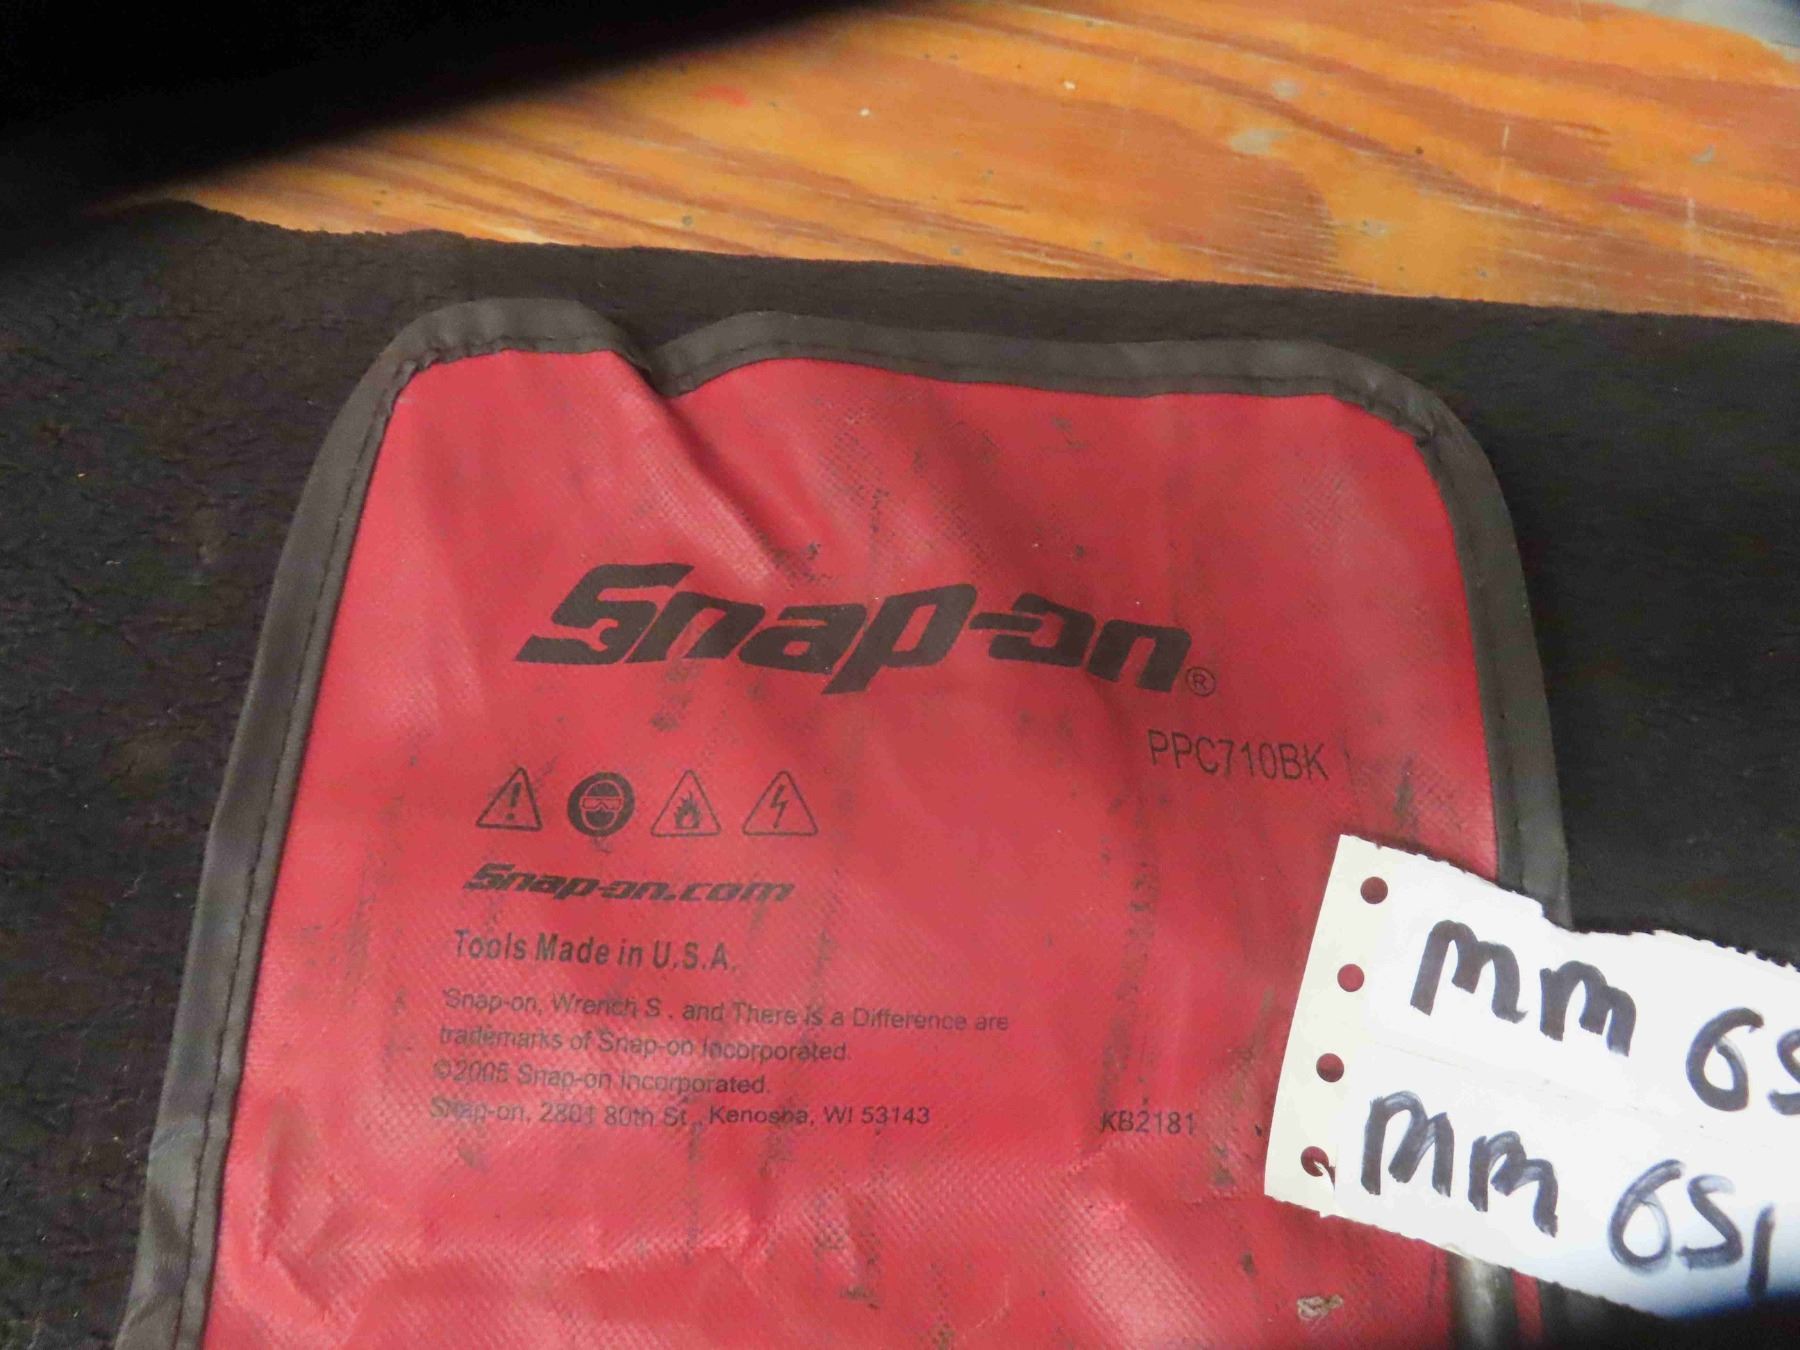 Snap-on®
PPC710BK
Snap-on.com
Tools Made in U.S.A.
Snap-on, Wrench S, and There is a Difference are
trademarks of Snap-on Incorporated.
©2005 Snap-on Incorporated.
Snap-on, 2801 80th St., Kenosha, WI 53143
KB2181
MM 65
MM 651